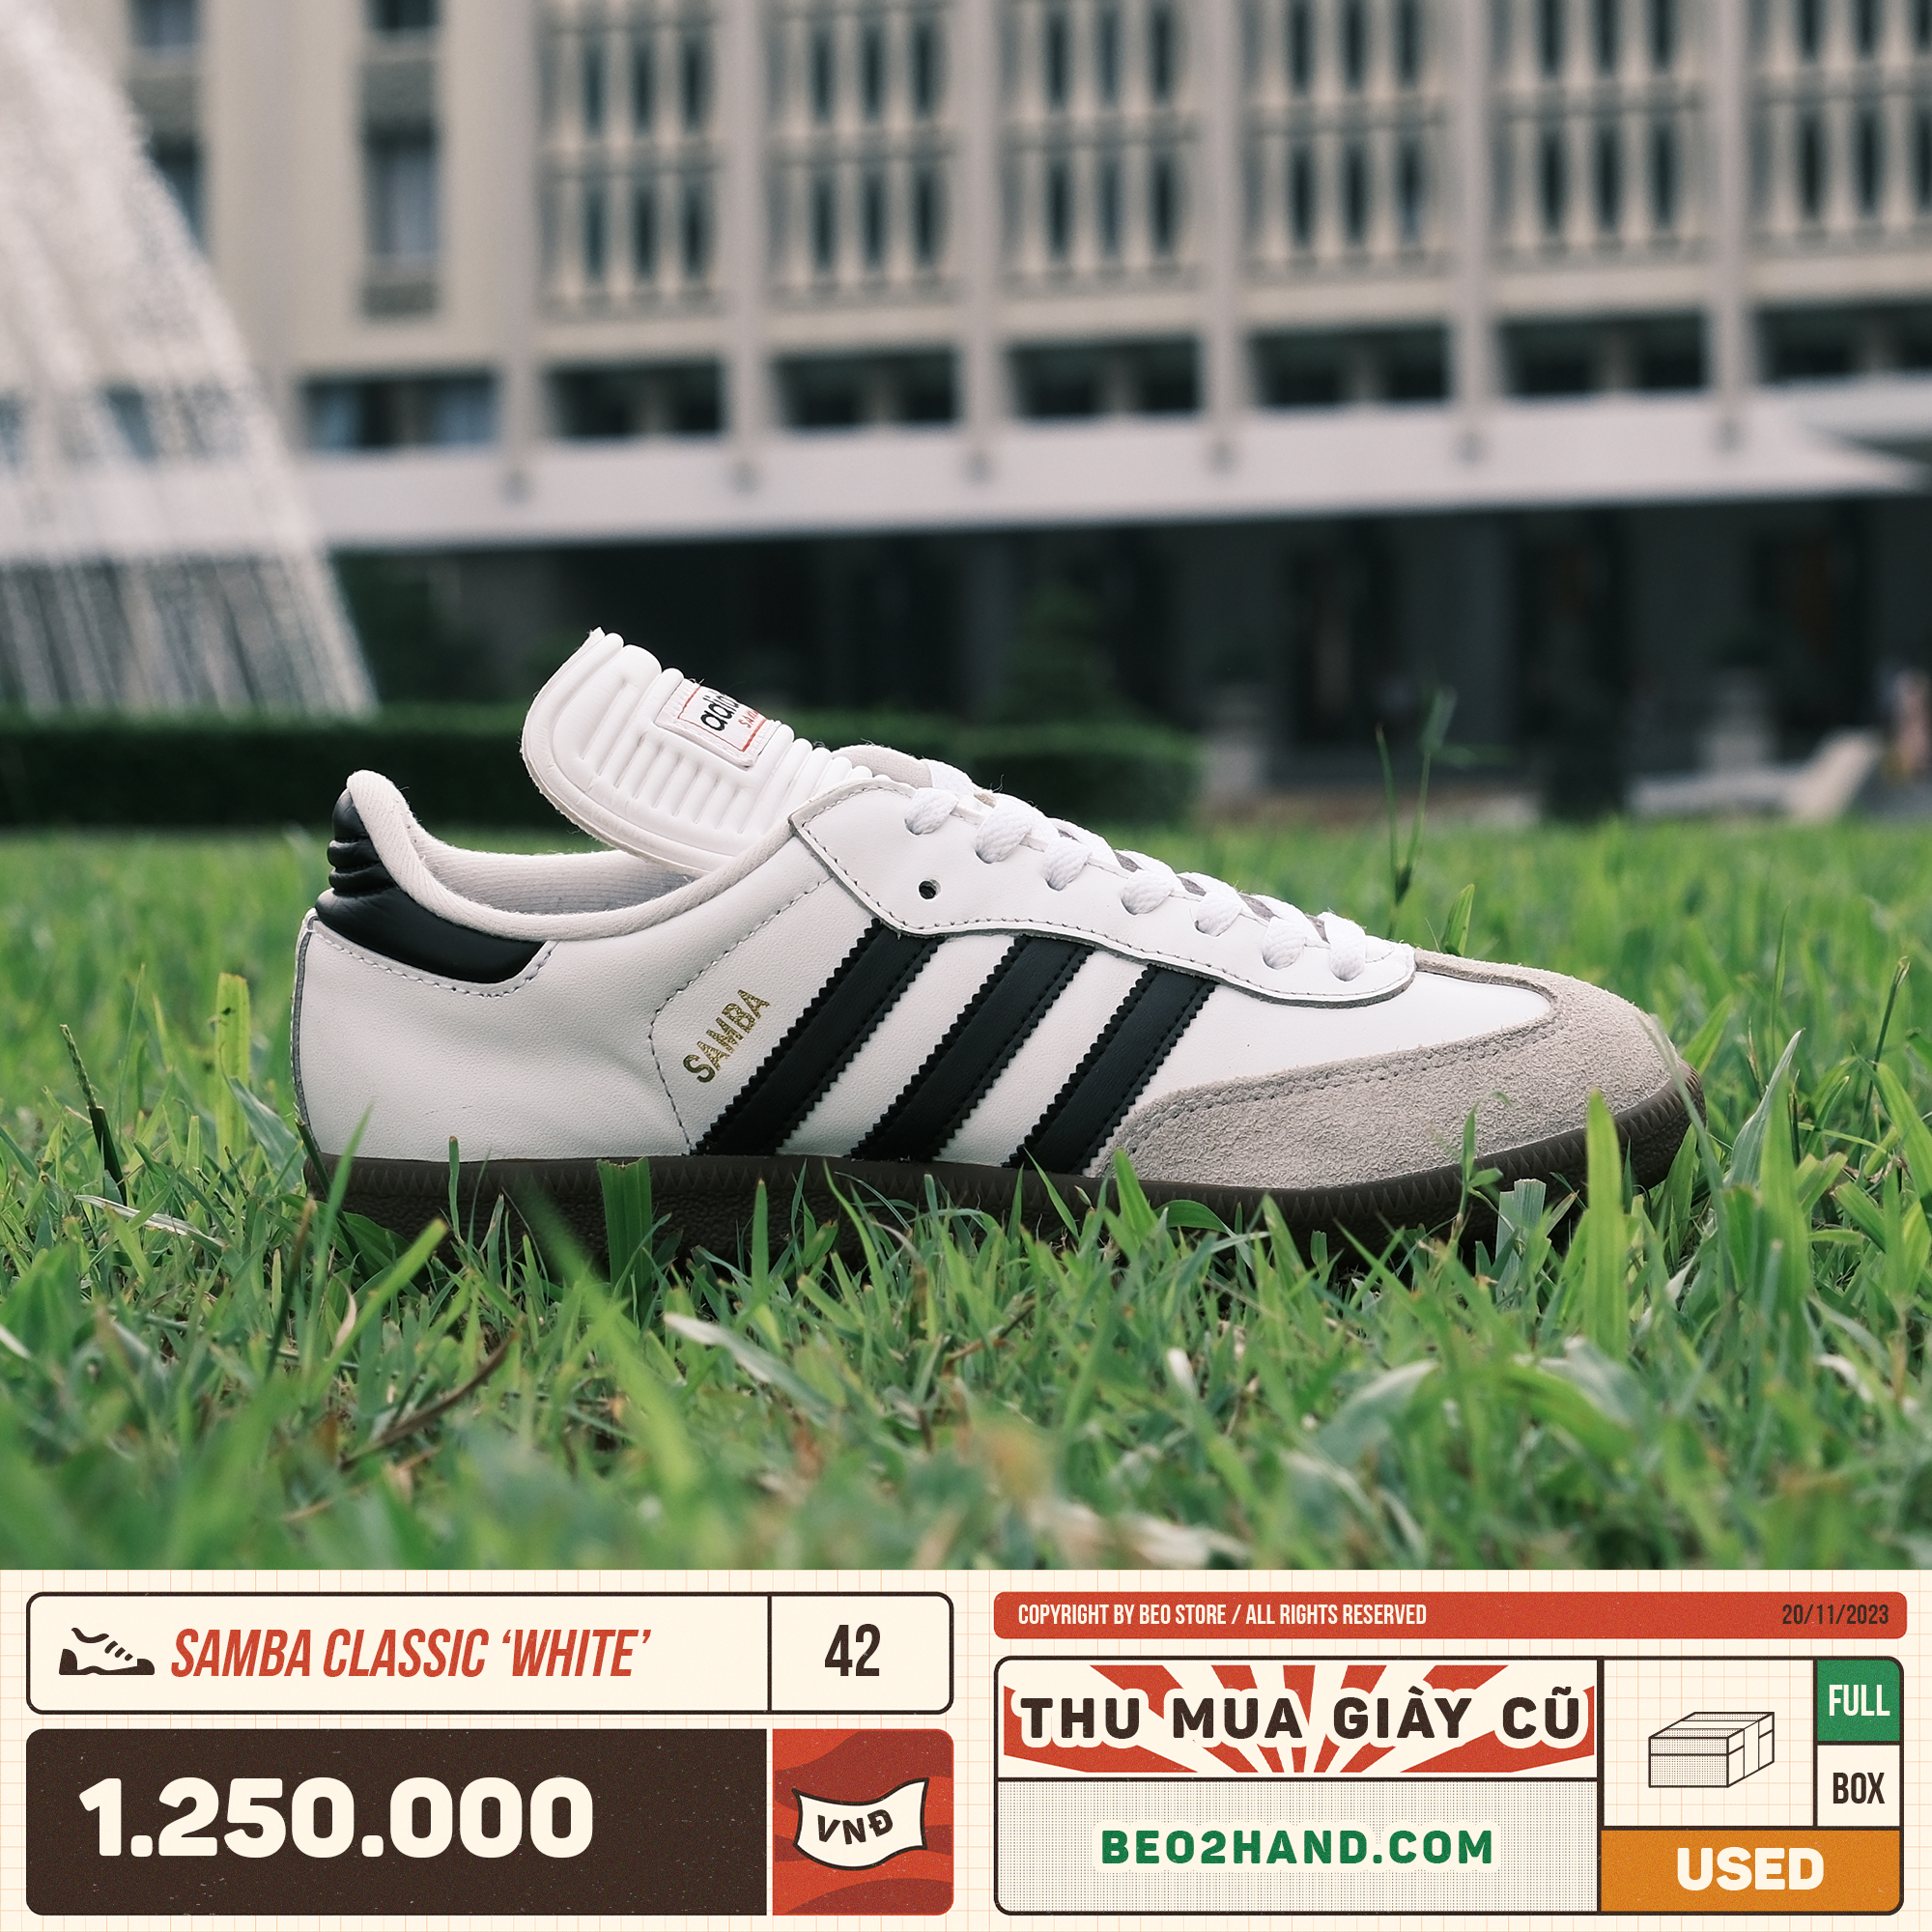 SAMBA
SAMBA CLASSIC ‘WHITE’
42
1.250.000
VNĐ
COPYRIGHT BY BEO STORE / ALL RIGHTS RESERVED
20/11/2023
THU MUA GIÀY CŨ
BEO2HAND.COM
FULL
BOX
USED